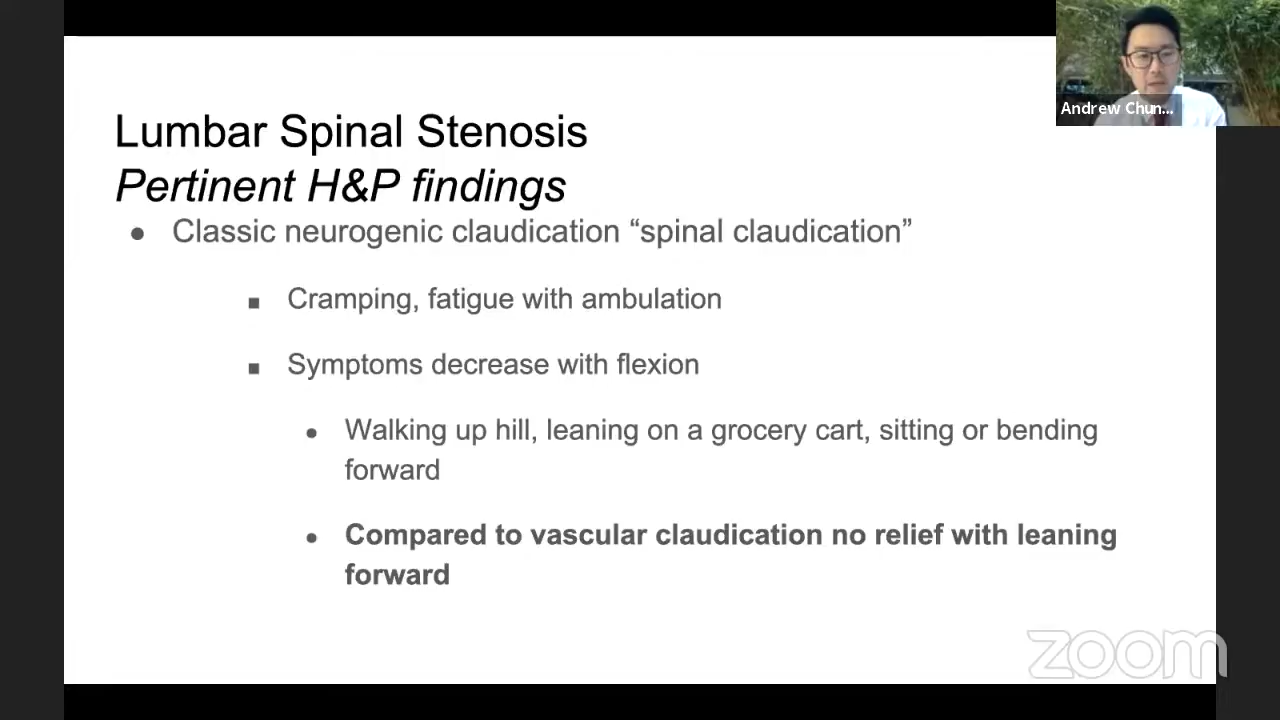 Andrew Chun...
Lumbar Spinal Stenosis
Pertinent H&P findings
● Classic neurogenic claudication “spinal claudication”
■ Cramping, fatigue with ambulation
■ Symptoms decrease with flexion
● Walking up hill, leaning on a grocery cart, sitting or bending
forward
● Compared to vascular claudication no relief with leaning
forward
zoom